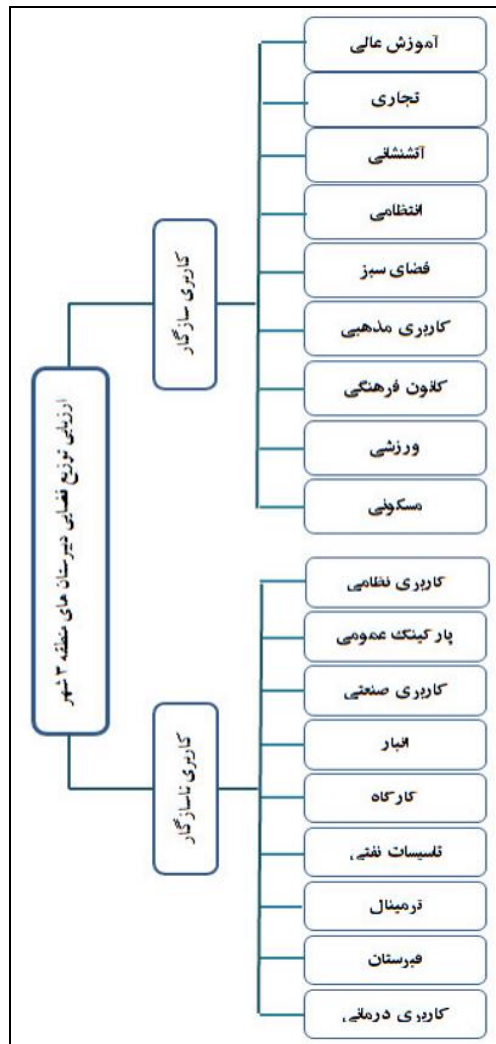 ارزیابی توزیع فضایی دبیرستان های منطقه ۳ شهر
کاربری سازگار
آموزش عالی
تجاری
آتشنشانی
انتظامی
فضای سبز
کاربری مذهبی
کانون فرهنگی
ورزشی
مسکونی
کاربری ناسازگار
کاربری نظامی
پارکینگ عمومی
کاربری صنعتی
انبار
کارگاه
تاسیسات نفتی
ترمینال
قبرستان
کاربری درمانی